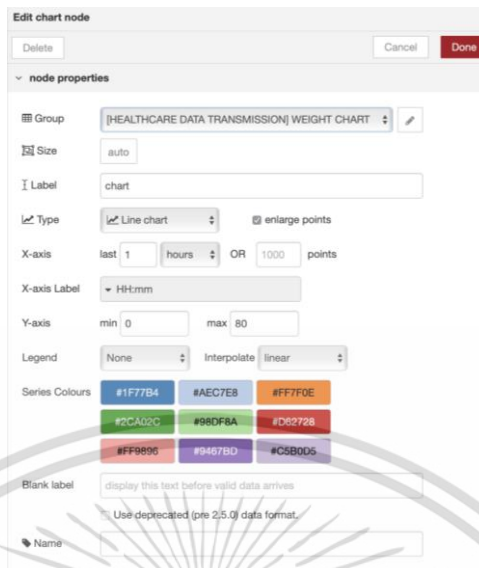 Edit chart node
Delete Cancel Done
node properties
Group [HEALTHCARE DATA TRANSMISSION] WEIGHT CHART
Size auto
Label chart
Type Line chart enlarge points
X-axis last 1 hours OR 1000 points
X-axis Label HH:mm
Y-axis min 0 max 80
Legend None Interpolate linear
Series Colours #1F77B4 #AEC7E8 #FF7F0E
#2CA02C #98DF8A #D62728
#FF9896 #9467BD #C5B0D5
Blank label display this text before valid data arrives
Use deprecated (pre 2.5.0) data format.
Name